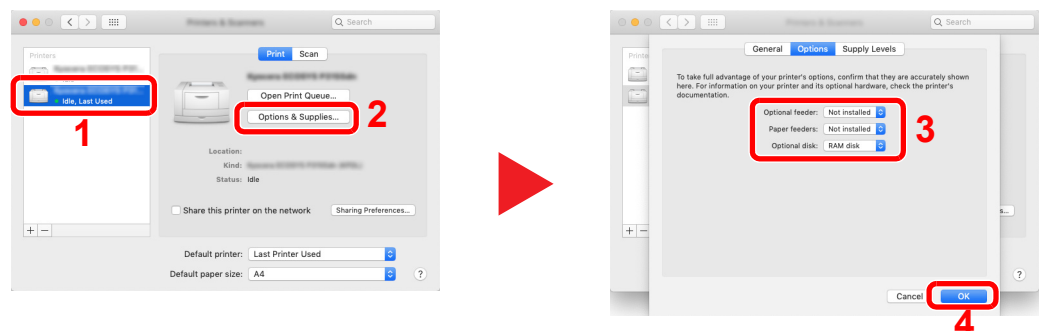 Search
Printers
Print Scan
Idle, Last Used
Open Print Queue...
Options & Supplies...
1
2
Location:
Kind:
Status: Idle
Share this printer on the network Sharing Preferences...
+ −
Default printer: Last Printer Used
Default paper size: A4 ?
Search
General Options Supply Levels
To take full advantage of your printer's options, confirm that they are accurately shown
here. For information on your printer and its optional hardware, check the printer's
documentation.
Optional feeder: Not installed
Paper feeders: Not installed
Optional disk: RAM disk
3
+ −
?
Cancel OK
4